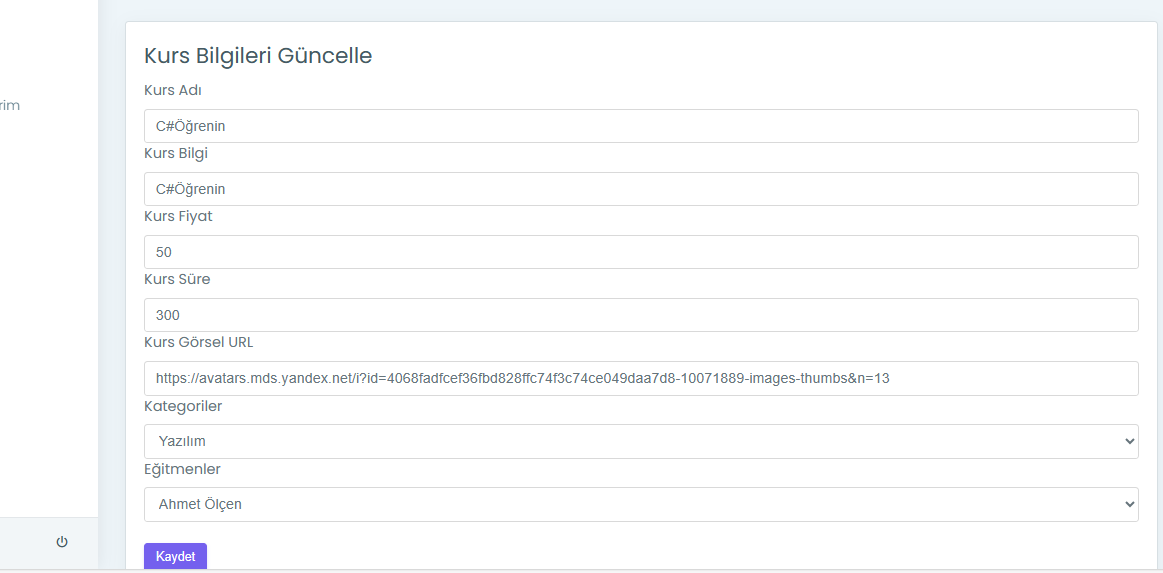 Kurs Bilgileri Güncelle
Kurs Adı
rim
C#Öğrenin
Kurs Bilgi
C#Öğrenin
Kurs Fiyat
50
Kurs Süre
300
Kurs Görsel URL
https://avatars.mds.yandex.net/i?id=4068fadfcef36fbd828ffc74f3c74ce049daa7d8-10071889-images-thumbs&n=13
Kategoriler
Yazılım
Eğitmenler
Ahmet Ölçen
Kaydet